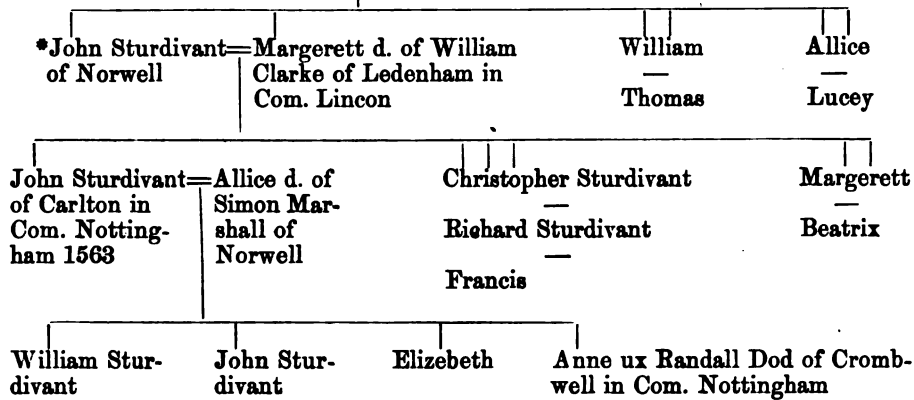 *John Sturdivant=Margerett d. of William
of Norwell
Clarke of Ledenham in
Com. Lincon
William
—
Thomas
Allice
—
Lucey
John Sturdivant=Allice d. of
of Carlton in
Com. Notting-
ham 1563
Simon Mar-
shall of
Norwell
Christopher Sturdivant
—
Richard Sturdivant
—
Francis
Margerett
—
Beatrix
William Stur-
divant
John Stur-
divant
Elizebeth
Anne ux Randall Dod of Cromb-
well in Com. Nottingham